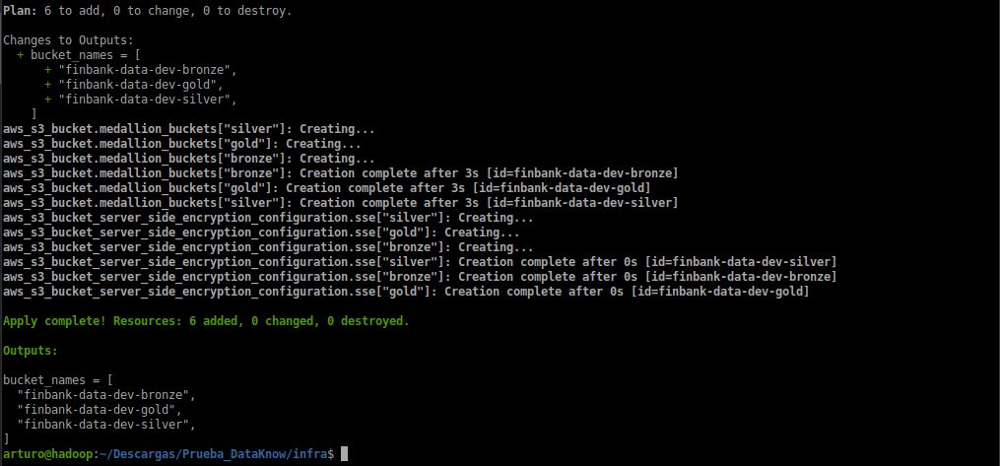 Plan: 6 to add, 0 to change, 0 to destroy.
Changes to Outputs:
  + bucket_names = [
      + "finbank-data-dev-bronze",
      + "finbank-data-dev-gold",
      + "finbank-data-dev-silver",
    ]
aws_s3_bucket.medallion_buckets["silver"]: Creating...
aws_s3_bucket.medallion_buckets["gold"]: Creating...
aws_s3_bucket.medallion_buckets["bronze"]: Creating...
aws_s3_bucket.medallion_buckets["bronze"]: Creation complete after 3s [id=finbank-data-dev-bronze]
aws_s3_bucket.medallion_buckets["gold"]: Creation complete after 3s [id=finbank-data-dev-gold]
aws_s3_bucket.medallion_buckets["silver"]: Creation complete after 3s [id=finbank-data-dev-silver]
aws_s3_bucket_server_side_encryption_configuration.sse["silver"]: Creating...
aws_s3_bucket_server_side_encryption_configuration.sse["gold"]: Creating...
aws_s3_bucket_server_side_encryption_configuration.sse["bronze"]: Creating...
aws_s3_bucket_server_side_encryption_configuration.sse["silver"]: Creation complete after 0s [id=finbank-data-dev-silver]
aws_s3_bucket_server_side_encryption_configuration.sse["bronze"]: Creation complete after 0s [id=finbank-data-dev-bronze]
aws_s3_bucket_server_side_encryption_configuration.sse["gold"]: Creation complete after 0s [id=finbank-data-dev-gold]
Apply complete! Resources: 6 added, 0 changed, 0 destroyed.
Outputs:
bucket_names = [
  "finbank-data-dev-bronze",
  "finbank-data-dev-gold",
  "finbank-data-dev-silver",
]
arturo@hadoop:~/Descargas/Prueba_DataKnow/infra$